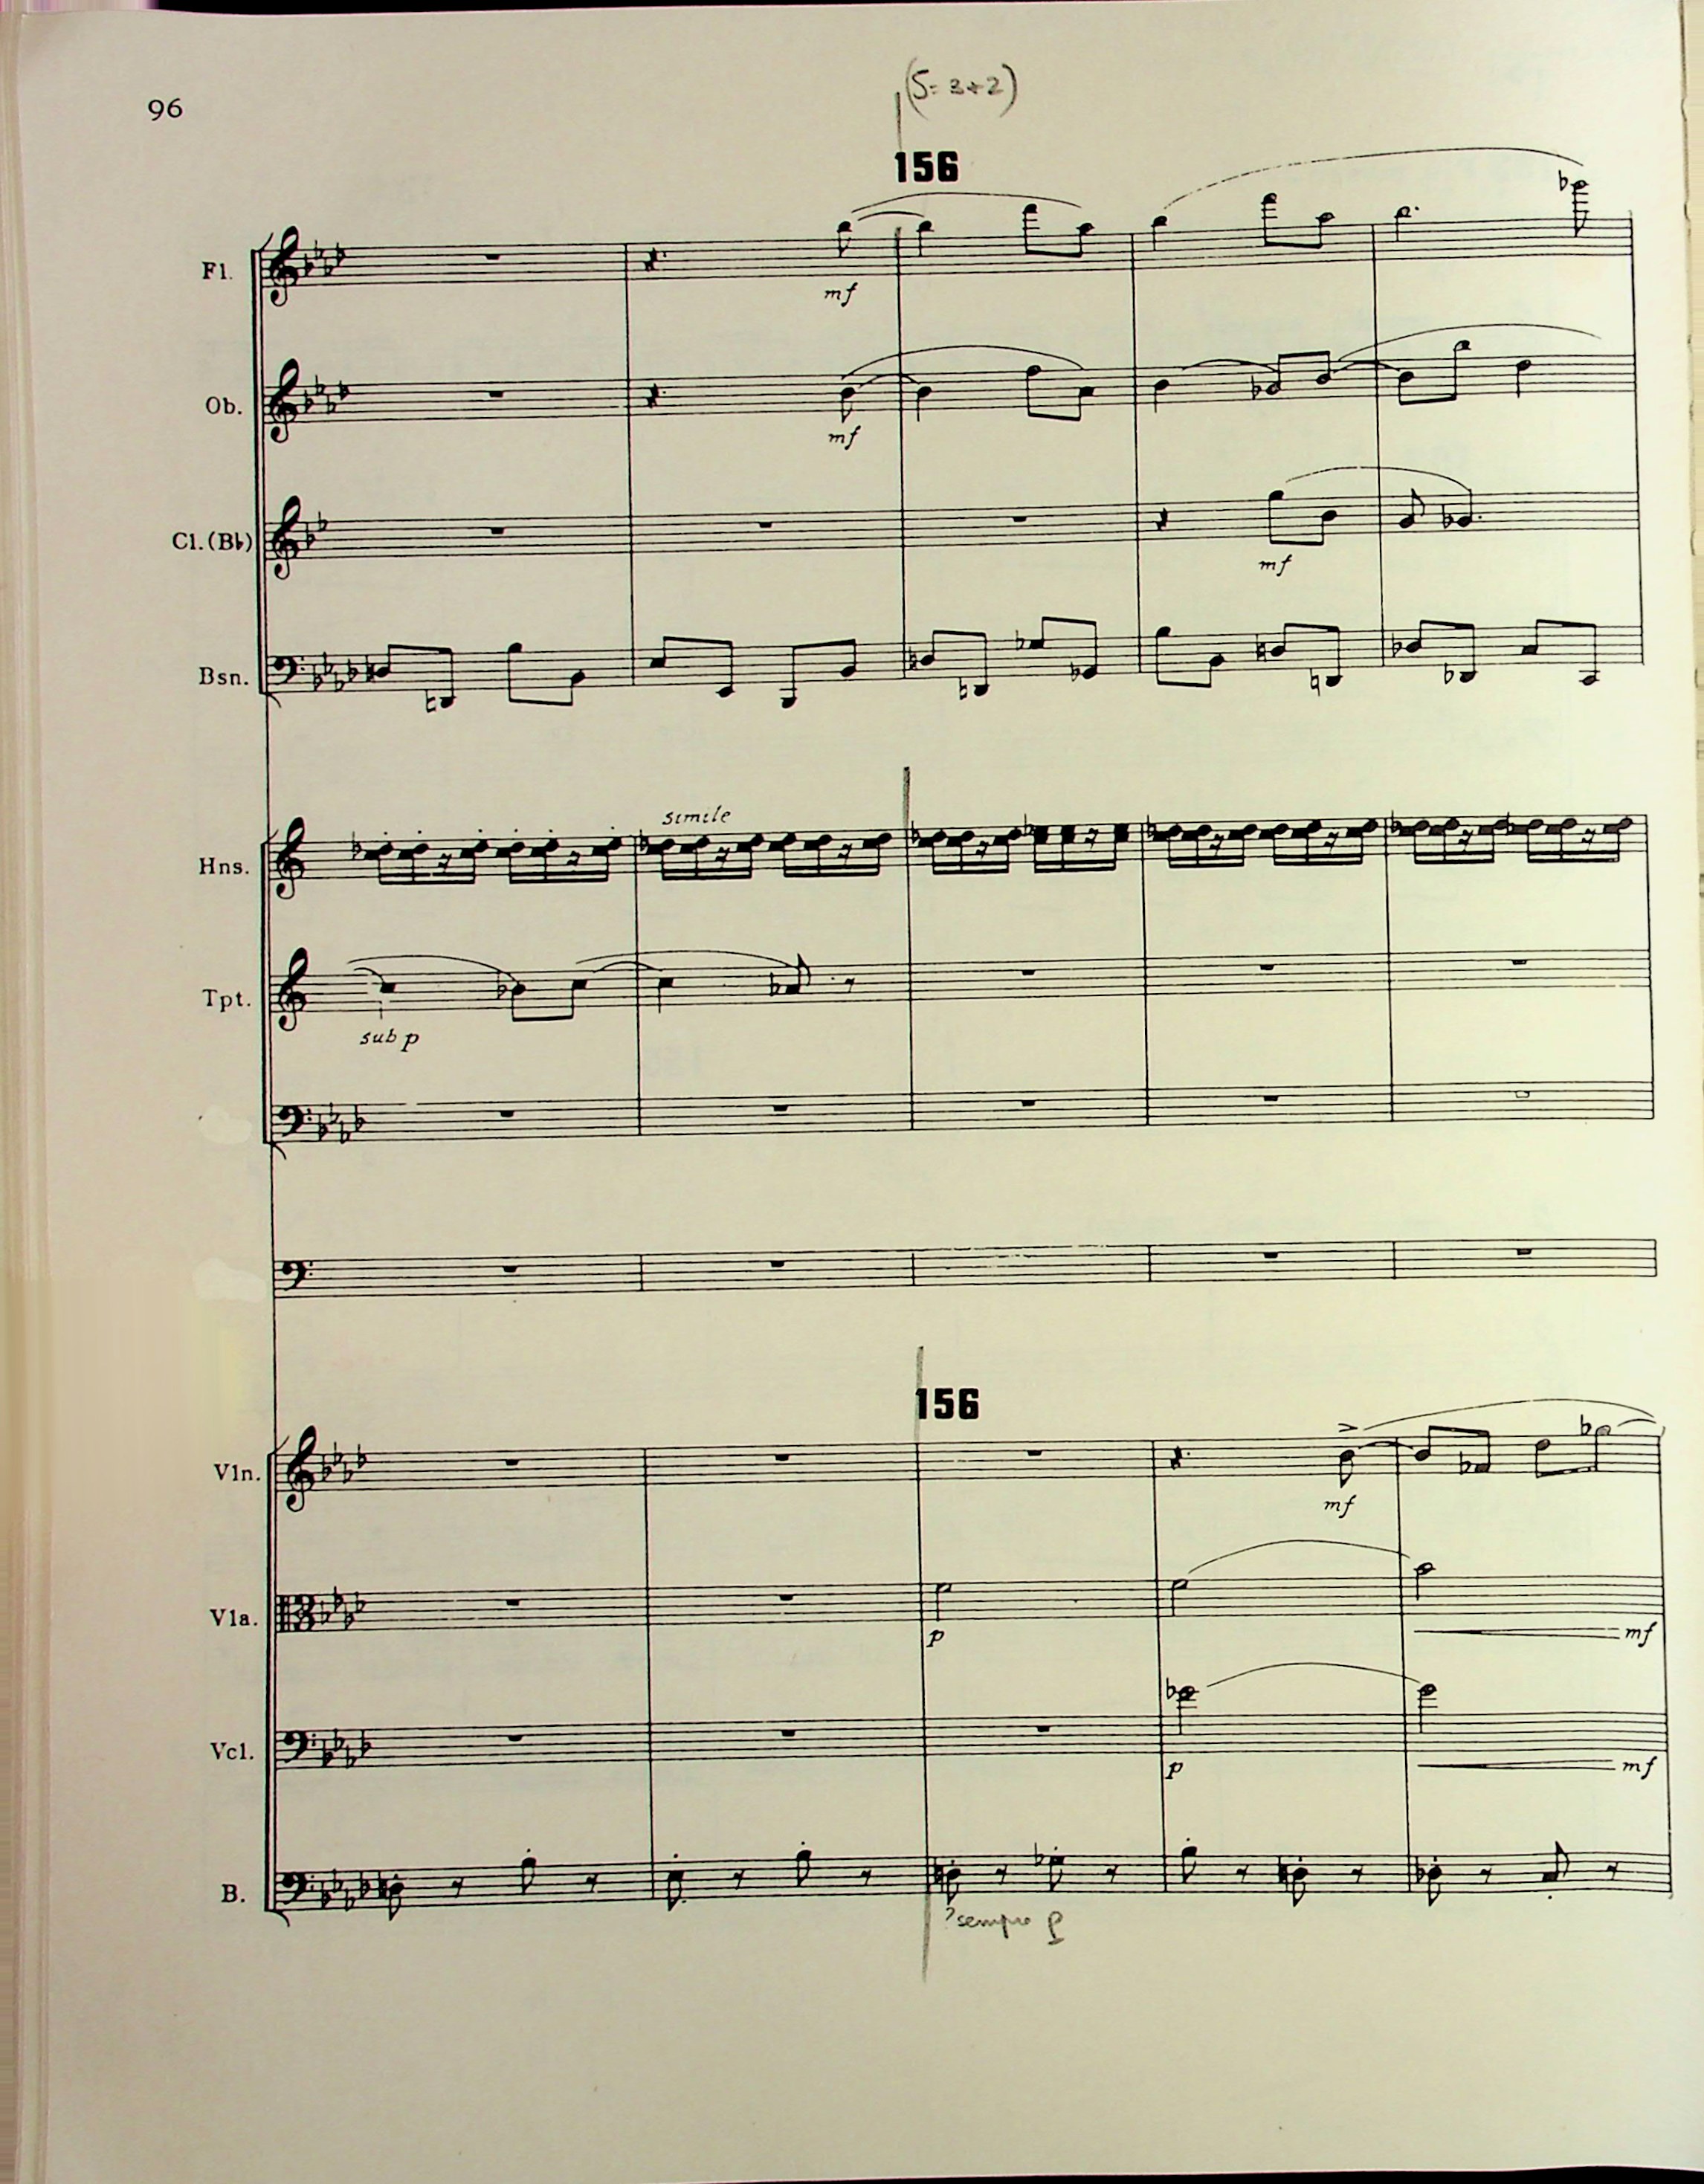 96
(5=3+2)
156
Fl.
mf
Ob.
mf
Cl.(Bb)
mf
Bsn.
simile
Hns.
Tpt.
sub p
156
Vln.
mf
Vla.
p
mf
Vcl.
p
mf
B.
?sempre p